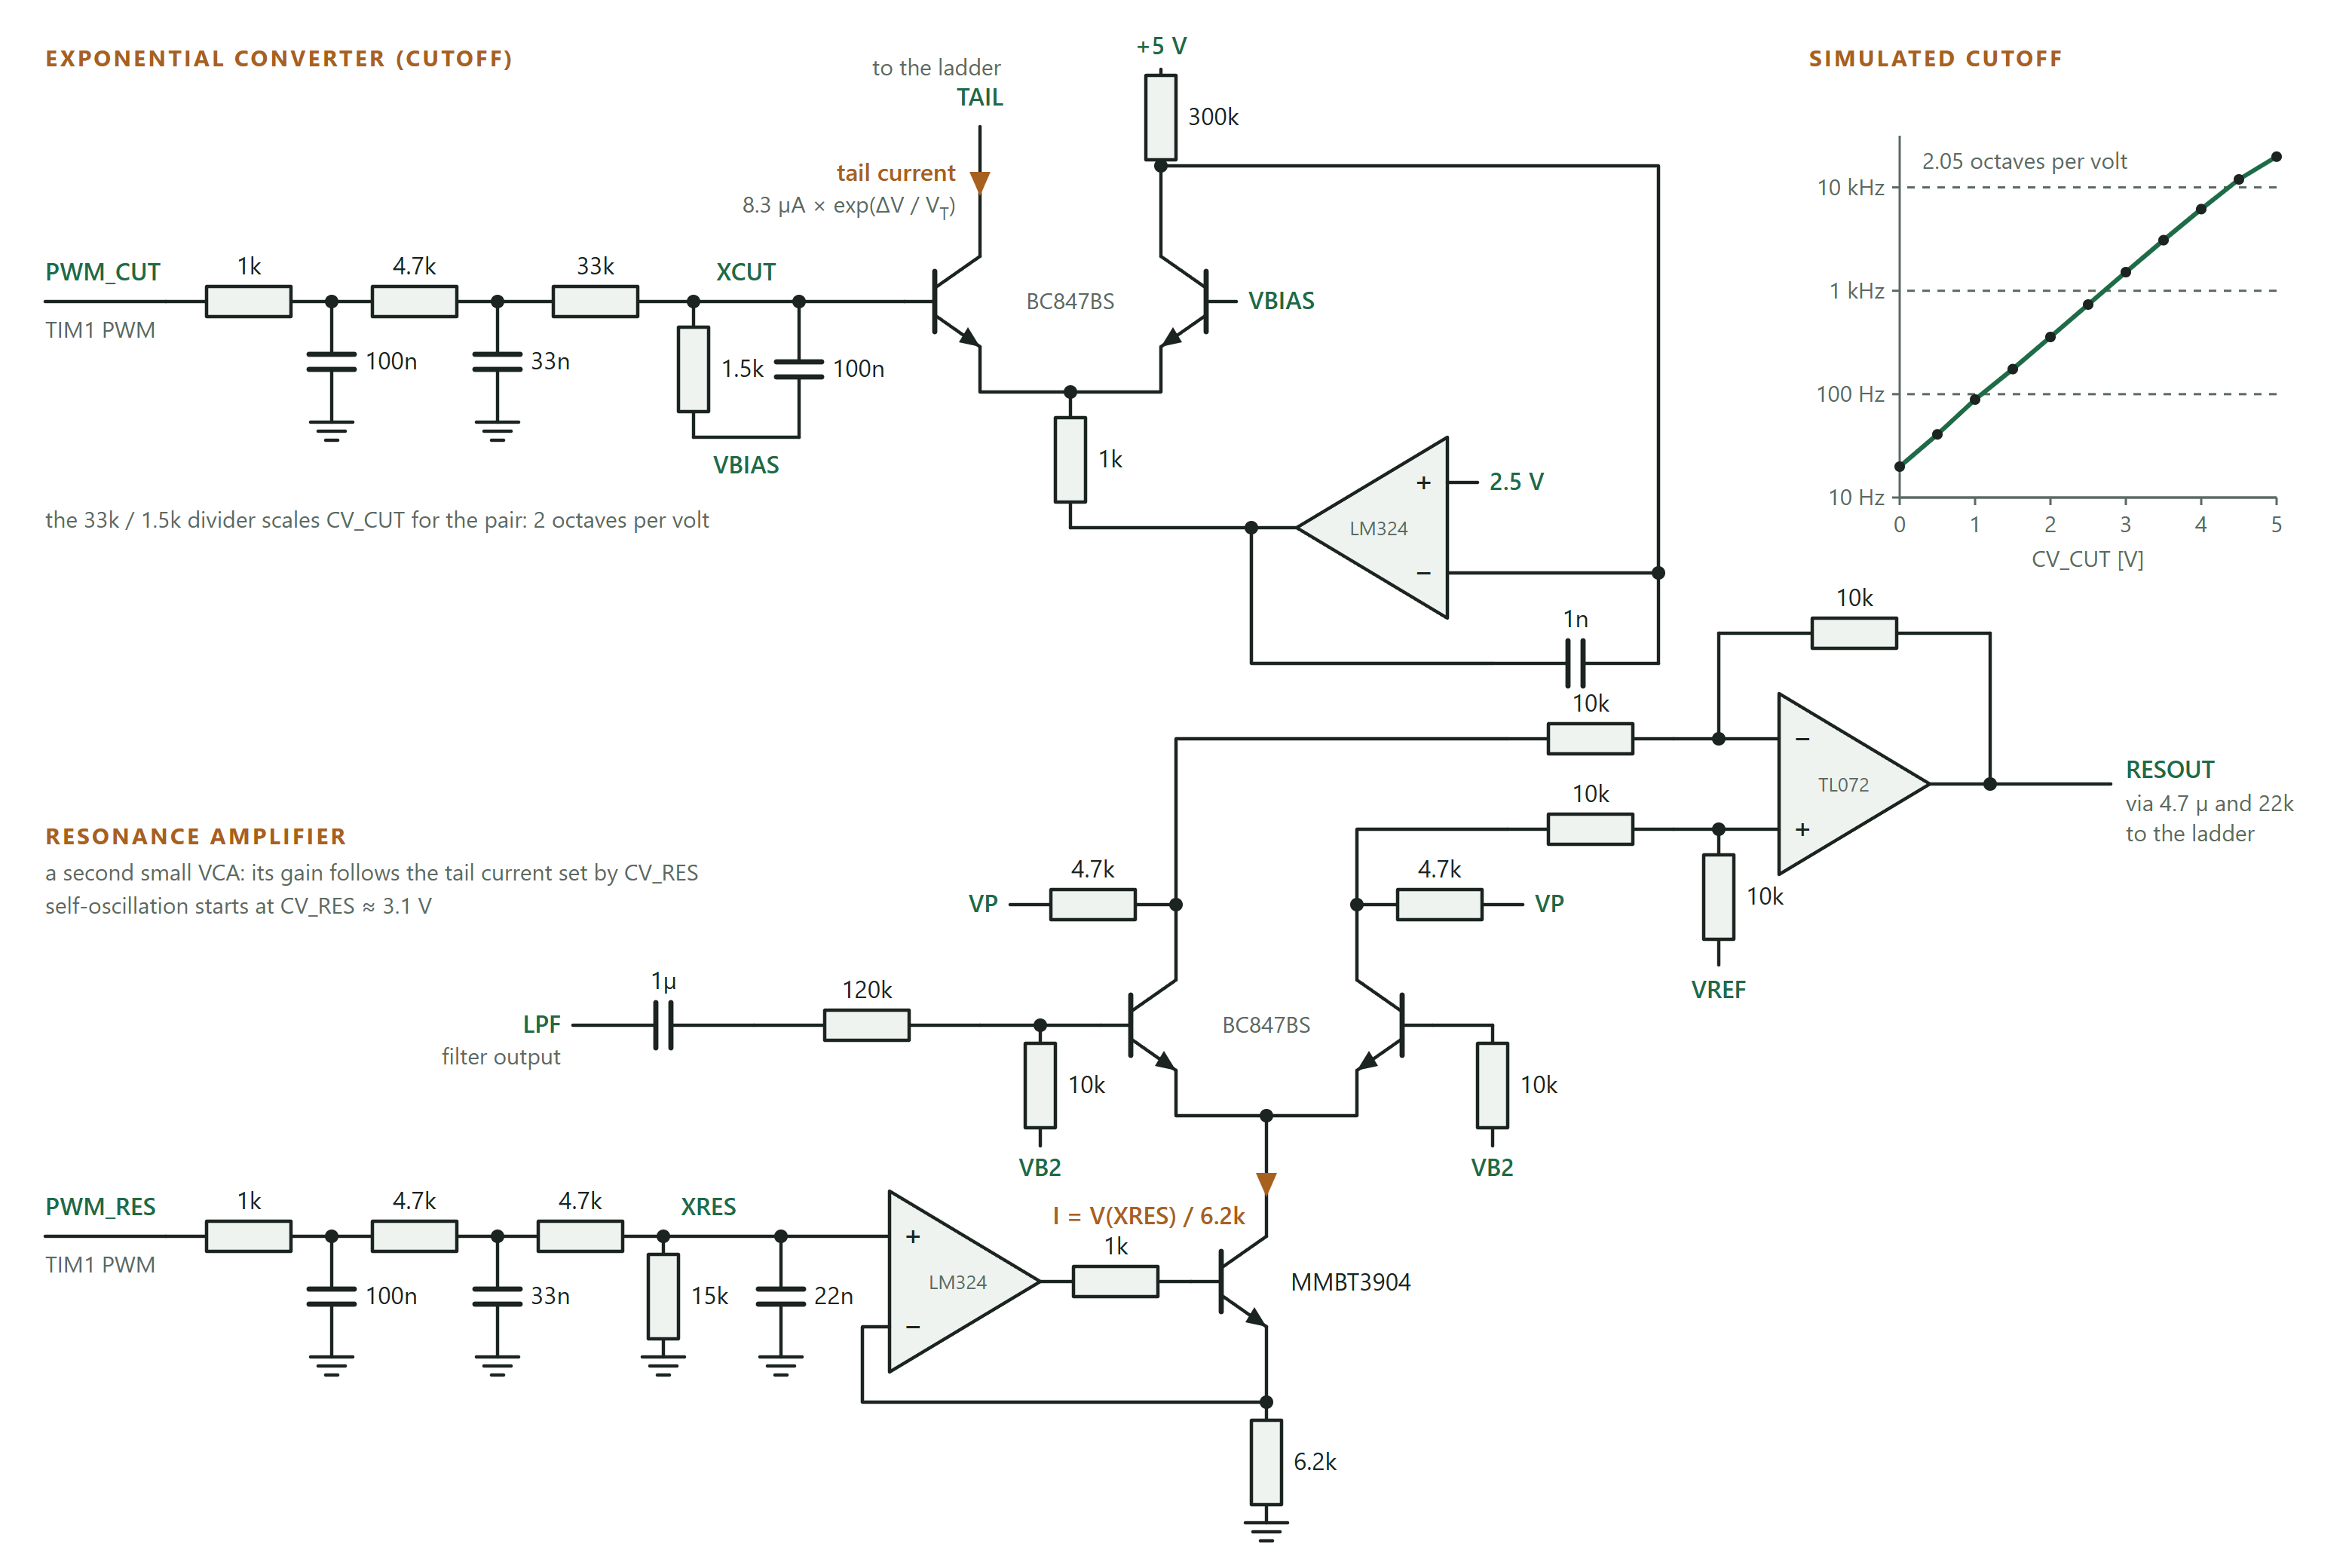 EXPONENTIAL CONVERTER (CUTOFF)
to the ladder
TAIL
+5 V
300k
tail current
8.3 µA × exp(ΔV / VT)
PWM_CUT
TIM1 PWM
1k
4.7k
33k
XCUT
100n
33n
1.5k
100n
VBIAS
BC847BS
VBIAS
1k
+
−
LM324
2.5 V
1n
the 33k / 1.5k divider scales CV_CUT for the pair: 2 octaves per volt
SIMULATED CUTOFF
2.05 octaves per volt
10 kHz
1 kHz
100 Hz
10 Hz
0
1
2
3
4
5
CV_CUT [V]
RESONANCE AMPLIFIER
a second small VCA: its gain follows the tail current set by CV_RES
self-oscillation starts at CV_RES ≈ 3.1 V
10k
10k
10k
−
+
TL072
RESOUT
via 4.7 µ and 22k
to the ladder
10k
VREF
VP
4.7k
4.7k
VP
LPF
filter output
1µ
120k
BC847BS
10k
VB2
10k
VB2
PWM_RES
TIM1 PWM
1k
4.7k
4.7k
XRES
100n
33n
15k
22n
+
−
LM324
I = V(XRES) / 6.2k
1k
MMBT3904
6.2k